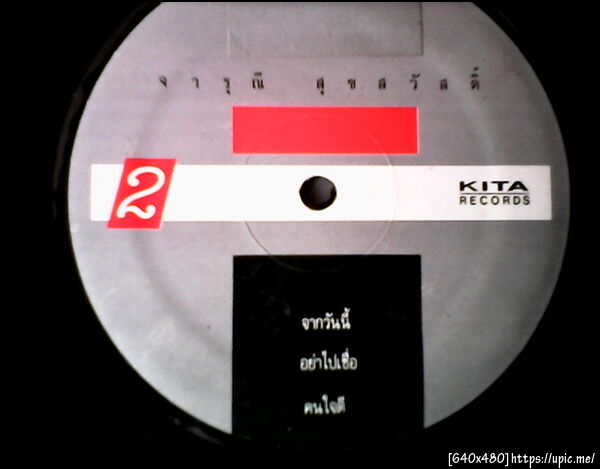 จารุณี สุขสวัสดิ์
2
KITA
RECORDS
จากวันนี้
อย่าไปเชื่อ
คนใจดี
[640x480]https://upic.me/